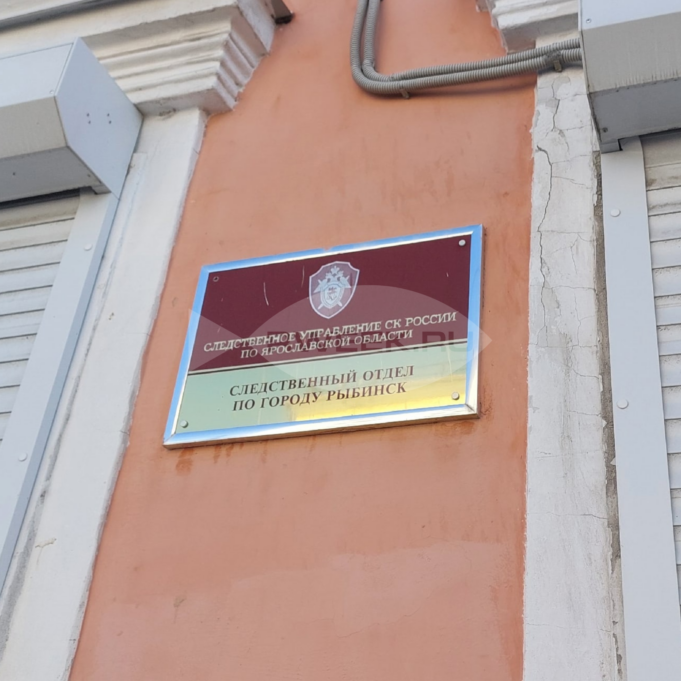 СЛЕДСТВЕННОЕ УПРАВЛЕНИЕ СК РОССИИ
ПО ЯРОСЛАВСКОЙ ОБЛАСТИ
СЛЕДСТВЕННЫЙ ОТДЕЛ
ПО ГОРОДУ РЫБИНСК